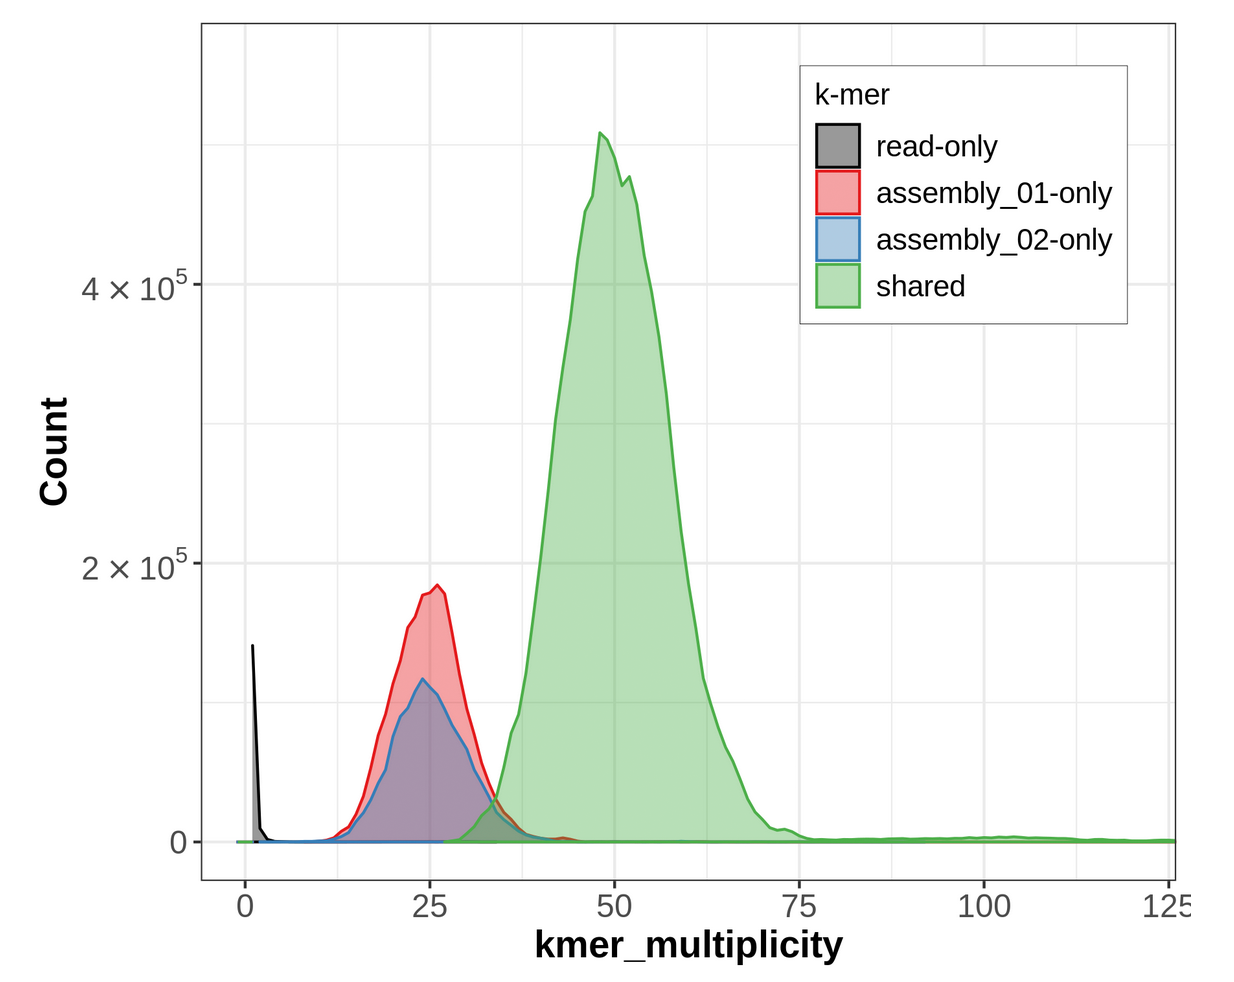 k-mer
read-only
assembly_01-only
assembly_02-only
shared
Count
4 × 10⁵
2 × 10⁵
0
0 25 50 75 100 125
kmer_multiplicity